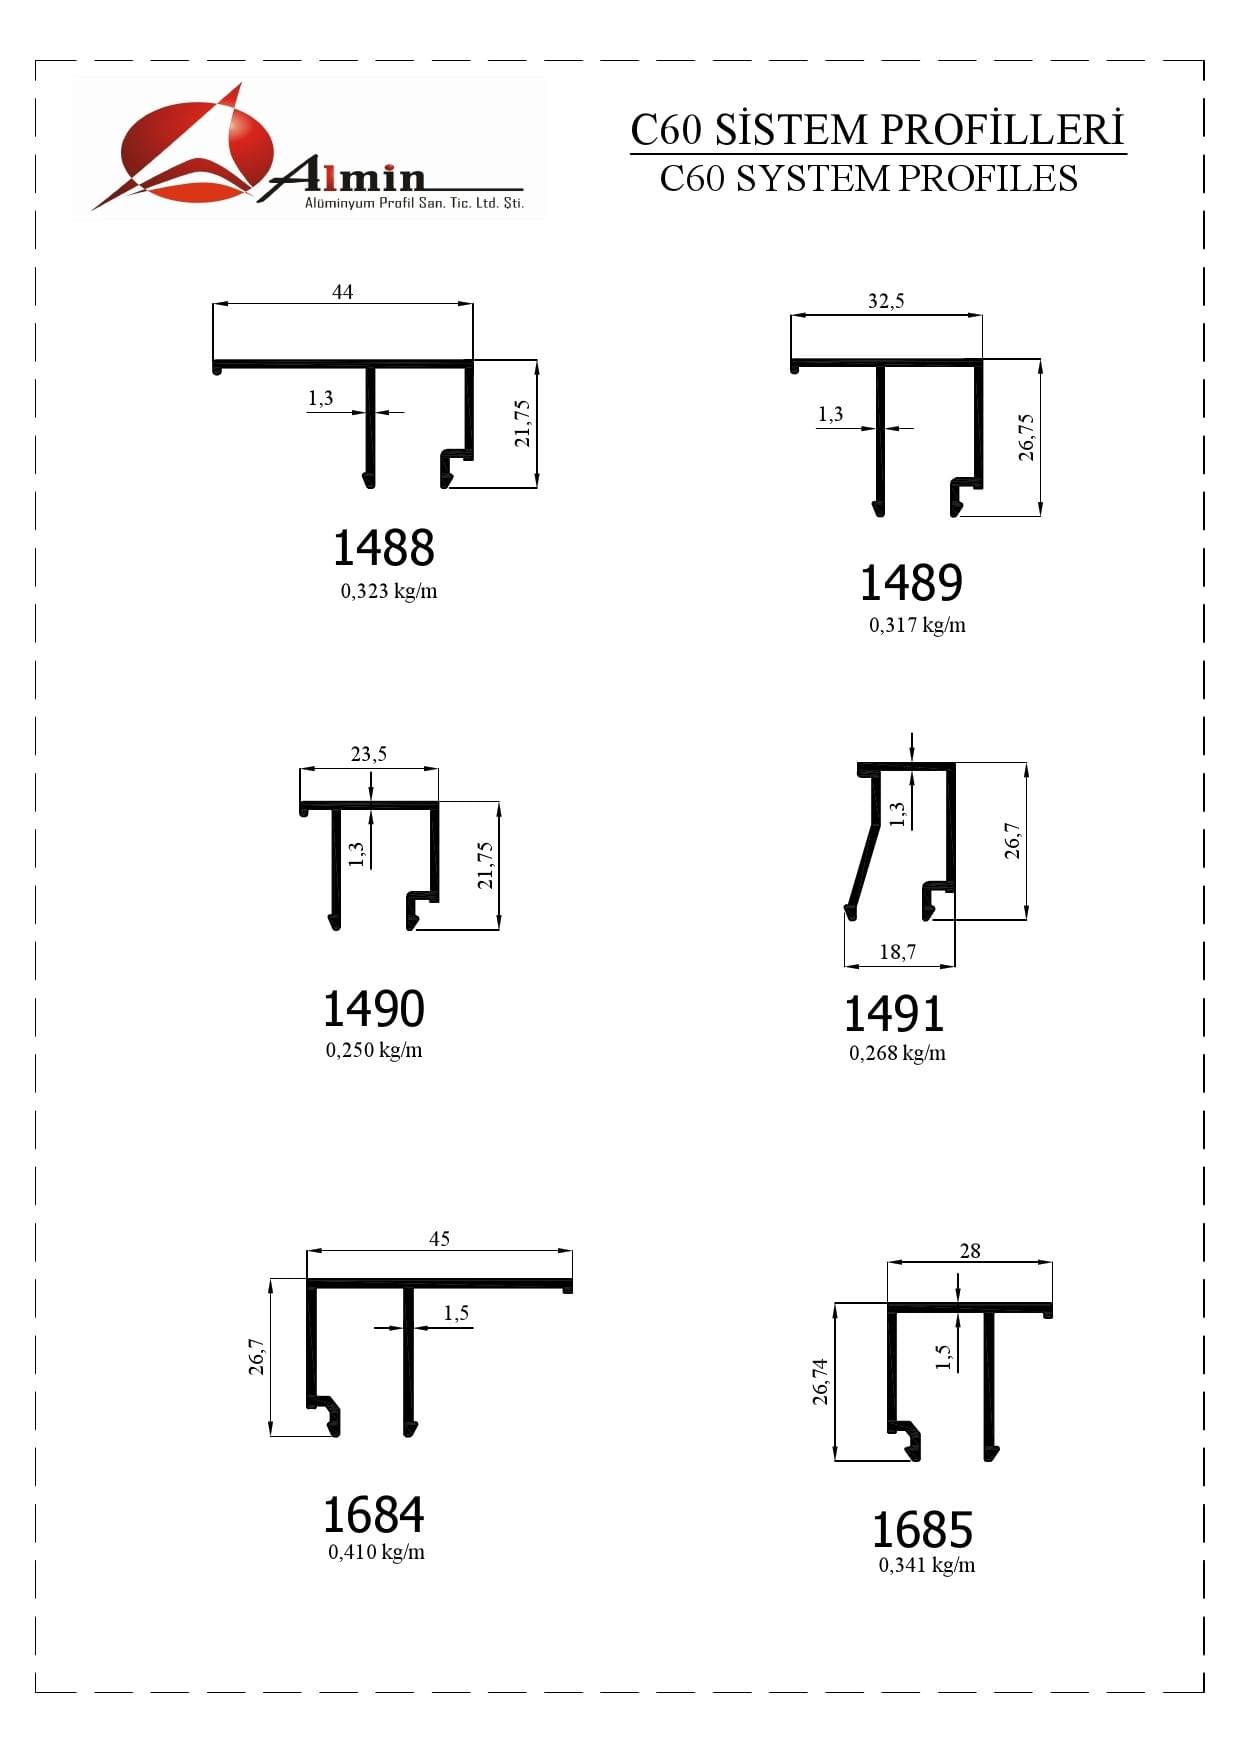 Almin
Alüminyum Profil San. Tic. Ltd. Şti.
C60 SİSTEM PROFİLLERİ
C60 SYSTEM PROFILES
44
1,3
21,75
1488
0,323 kg/m
32,5
1,3
26,75
1489
0,317 kg/m
23,5
1,3
21,75
1490
0,250 kg/m
1,3
26,7
18,7
1491
0,268 kg/m
45
1,5
26,7
1684
0,410 kg/m
28
1,5
26,74
1685
0,341 kg/m